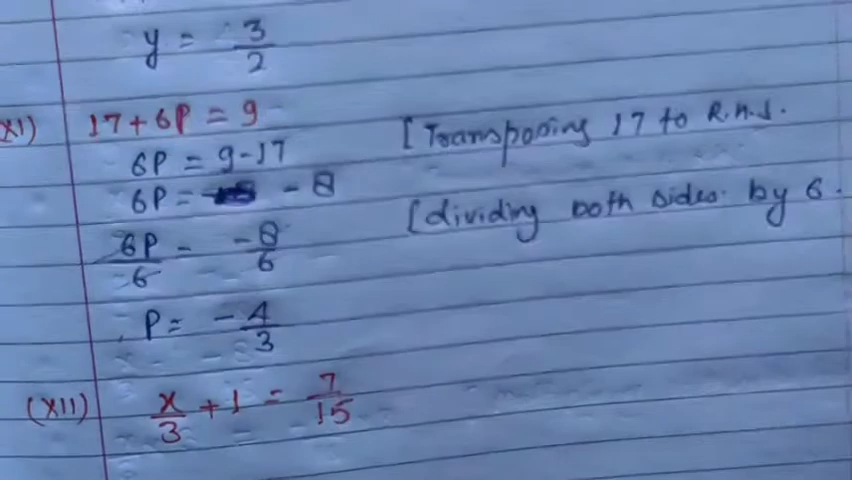 y = 3/2
XI) 17+6P = 9
6P = 9-17 [Transposing 17 to R.H.S.
6P = - 8
6P/6 = -8/6 [dividing both sides by 6.
P = -4/3
(XII) x/3 + 1 = 7/15